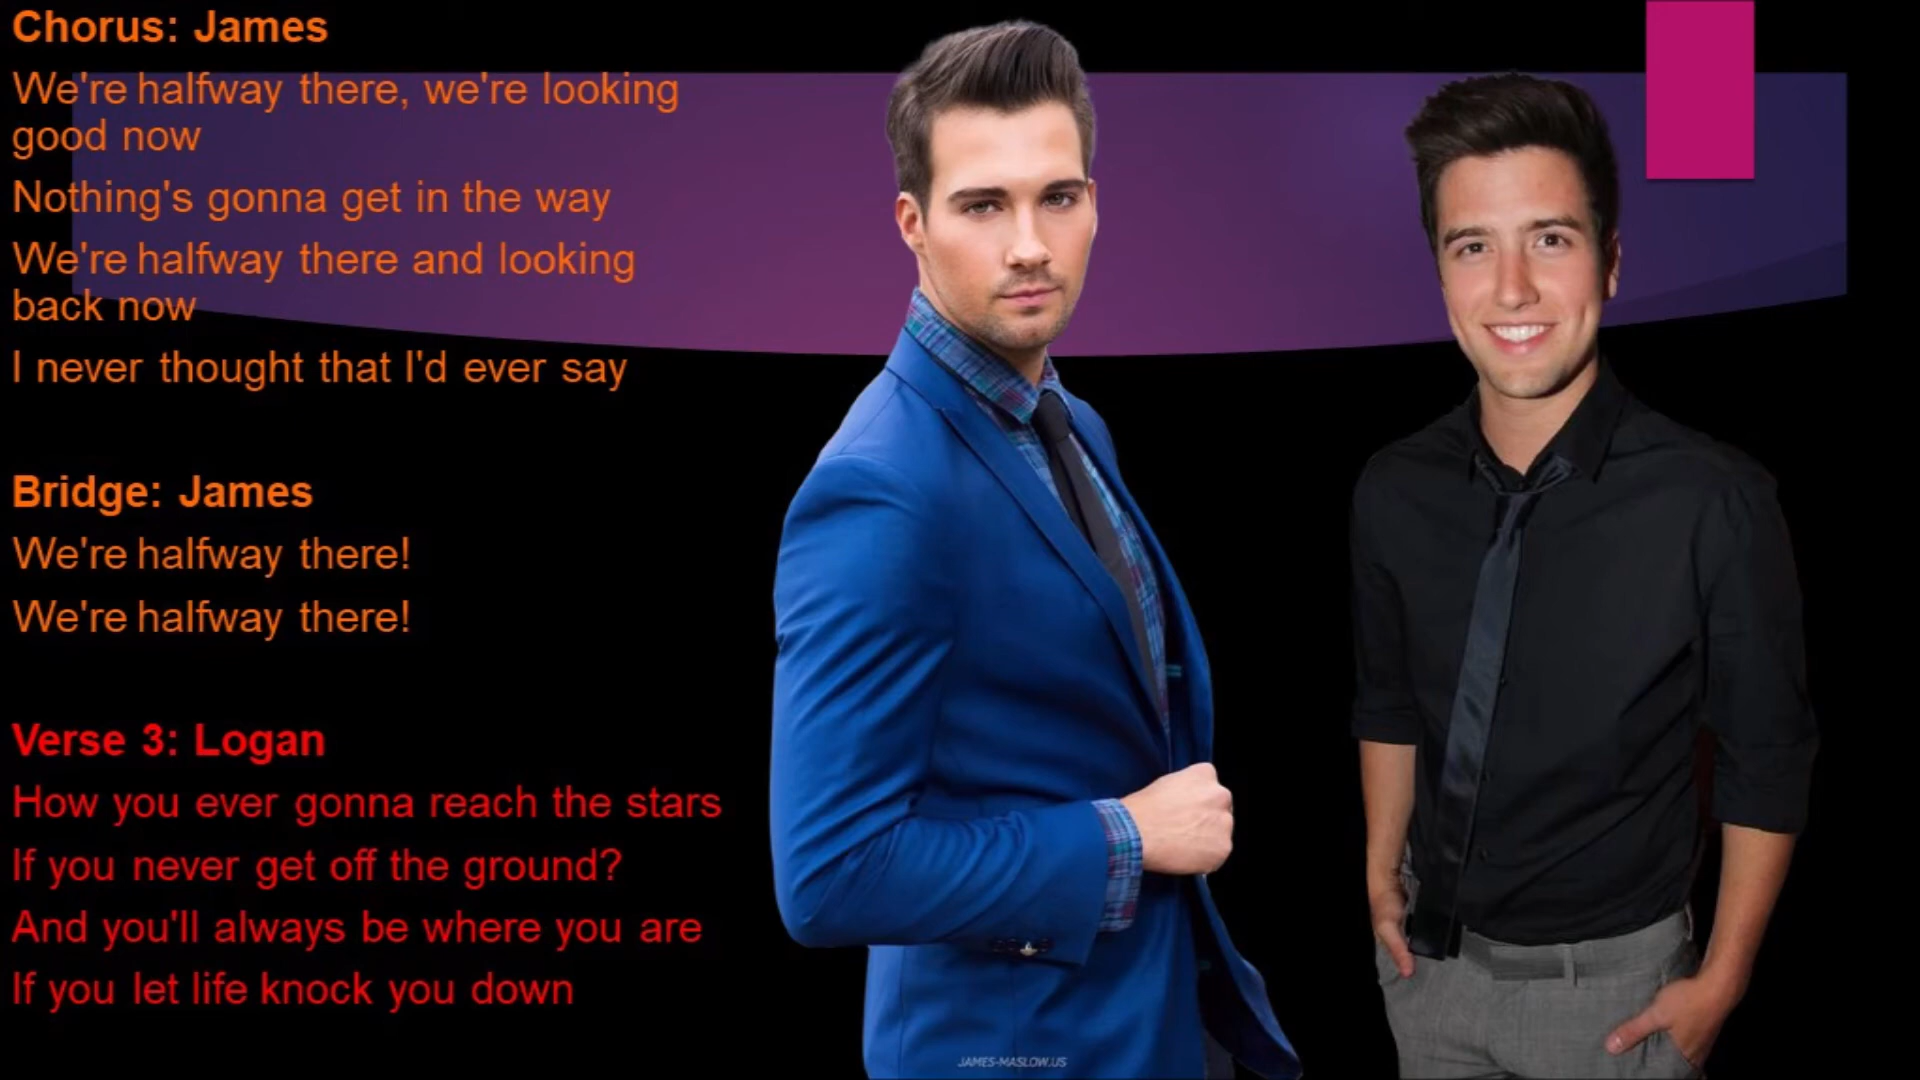 Chorus: James
We're halfway there, we're looking
good now
Nothing's gonna get in the way
We're halfway there and looking
back now
I never thought that I'd ever say
Bridge: James
We're halfway there!
We're halfway there!
Verse 3: Logan
How you ever gonna reach the stars
If you never get off the ground?
And you'll always be where you are
If you let life knock you down
JAMES-MASLOW.US